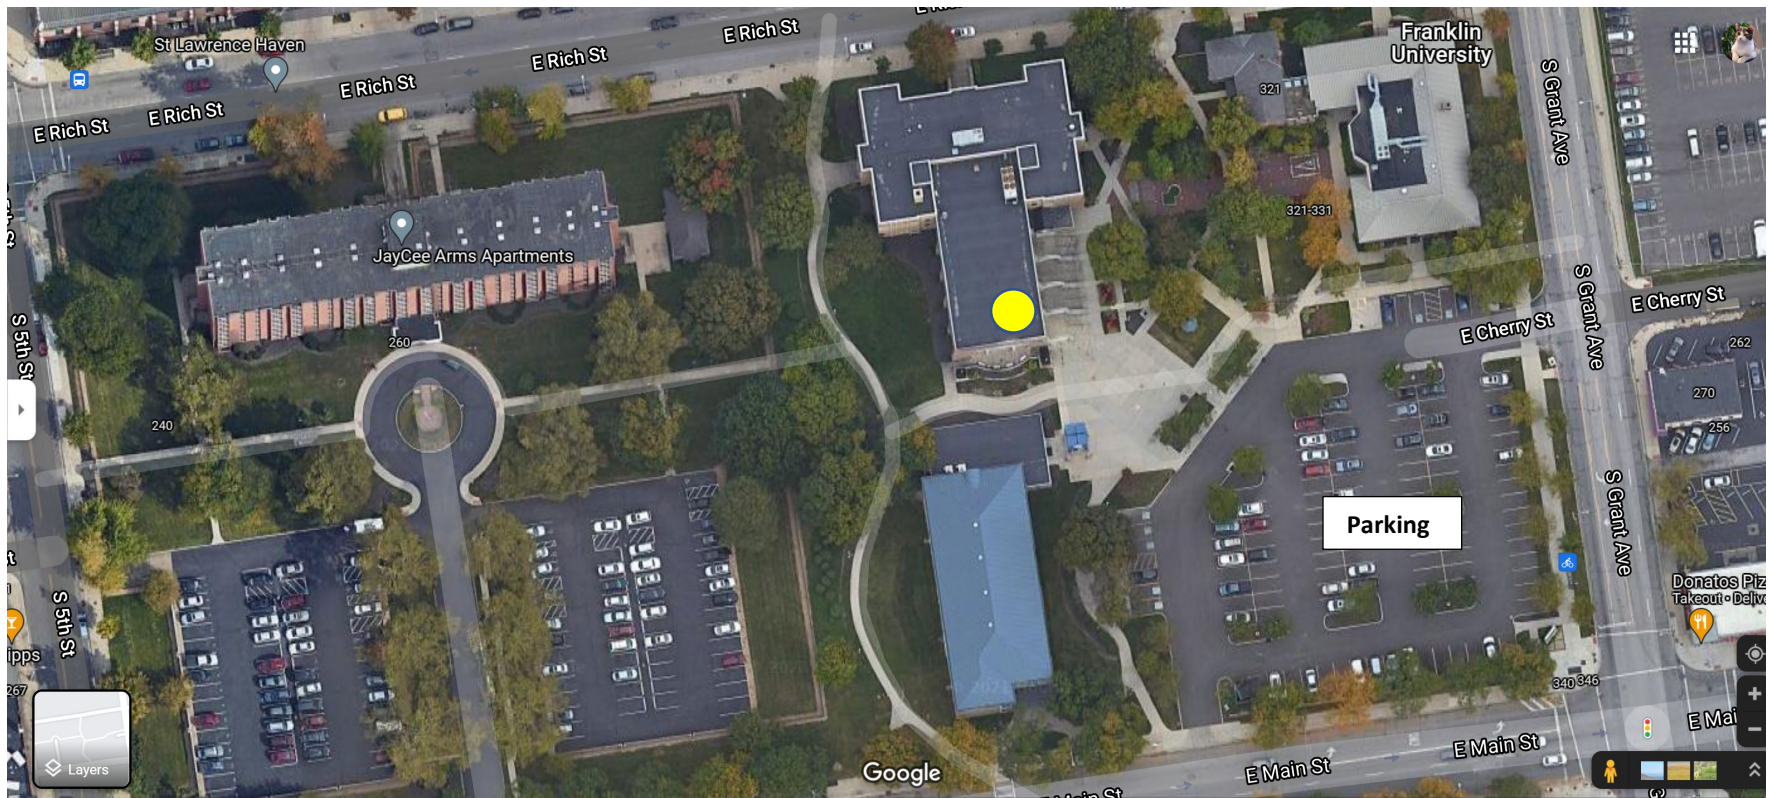 St Lawrence Haven
E Rich St
E Rich St
E Rich St
E Rich St
E Rich St
Franklin
University
321
S Grant Ave
321-331
JayCee Arms Apartments
S 5th St
260
240
E Cherry St
E Cherry St
S Grant Ave
262
270
256
S Grant Ave
Parking
Donatos Piz
Takeout • Delive
S 5th St
ipps
267
340
346
E Mai
E Main St
E Main St
Layers
Google